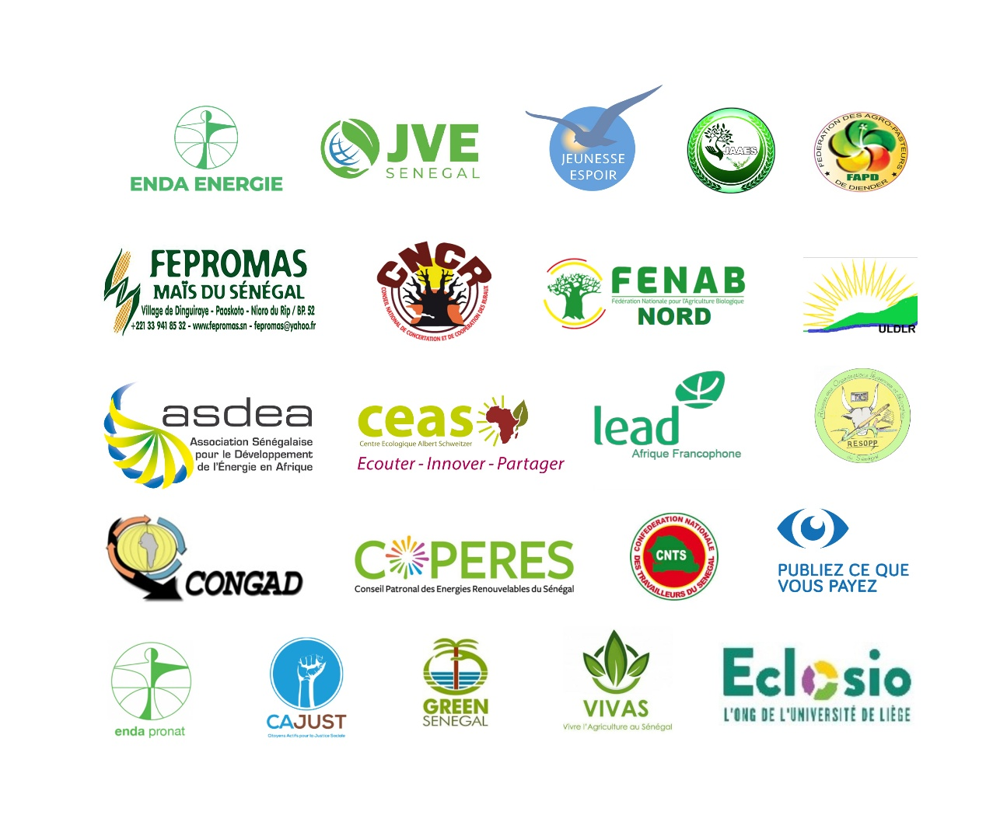 ENDA ENERGIE
JVE
SENEGAL
JEUNESSE
ESPOIR
JAAES
FEDERATION DES AGRO-PASTEURS
FAPD
DE DIENDER
FEPROMAS
MAÏS DU SÉNÉGAL
Village de Dinguiraye - Paoskoto - Nioro du Rip / BP. 52
+221 33 941 85 32 - www.fepromas.sn - fepromas@yahoo.fr
CNCR
CONSEIL NATIONAL DE CONCERTATION ET DE COOPERATION DES RURAUX
FENAB
Fédération Nationale pour l'Agriculture Biologique
NORD
ULDLR
asdea
Association Sénégalaise
pour le Développement
de l'Énergie en Afrique
ceas
Centre Ecologique Albert Schweitzer
Ecouter - Innover - Partager
lead
Afrique Francophone
RESOPP
du Sénégal
CONGAD
COPERES
Conseil Patronal des Energies Renouvelables du Sénégal
CONFEDERATION NATIONALE
CNTS
DES TRAVAILLEURS DU SENEGAL
PUBLIEZ CE QUE
VOUS PAYEZ
enda pronat
CAJUST
Citoyens Actifs pour la Justice Sociale
GREEN
SENEGAL
VIVAS
Vivre l'Agriculture au Sénégal
Eclosio
L'ONG DE L'UNIVERSITÉ DE LIÈGE